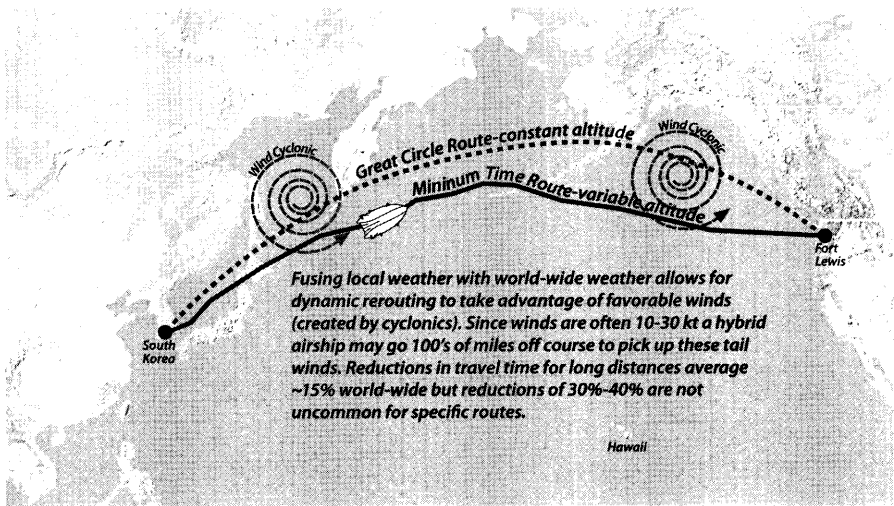 Wind Cyclonic
Wind Cyclonic
Great Circle Route-constant altitude
Mininum Time Route-variable altitude
Fort
Lewis
Fusing local weather with world-wide weather allows for
dynamic rerouting to take advantage of favorable winds
(created by cyclonics). Since winds are often 10-30 kt a hybrid
airship may go 100's of miles off course to pick up these tail
winds. Reductions in travel time for long distances average
~15% world-wide but reductions of 30%-40% are not
uncommon for specific routes.
South
Korea
Hawaii